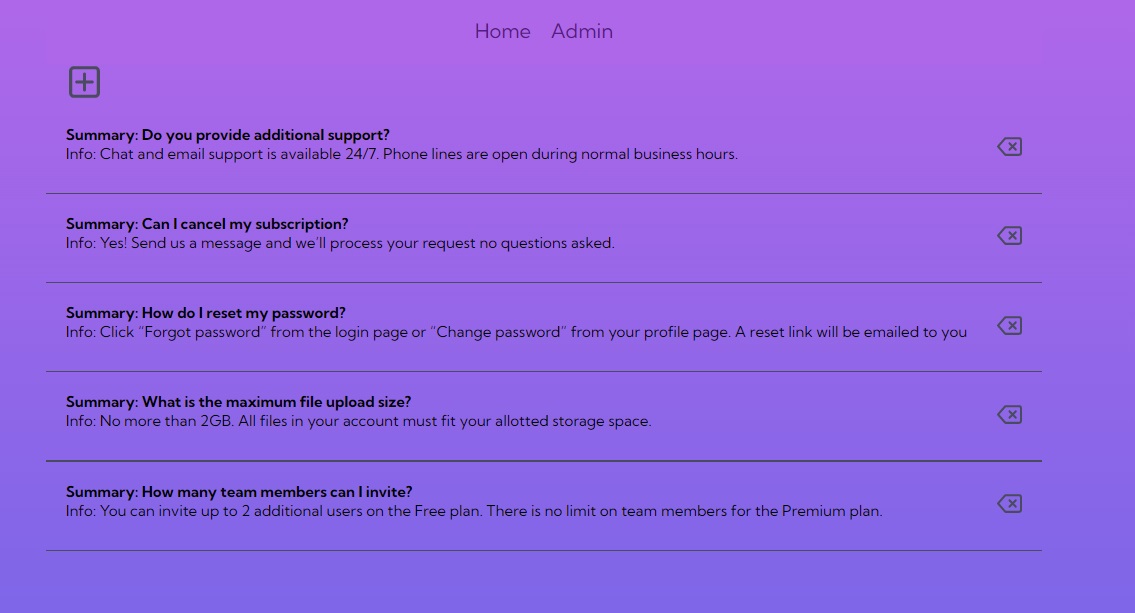 Home Admin
Summary: Do you provide additional support?
Info: Chat and email support is available 24/7. Phone lines are open during normal business hours.
Summary: Can I cancel my subscription?
Info: Yes! Send us a message and we’ll process your request no questions asked.
Summary: How do I reset my password?
Info: Click “Forgot password” from the login page or “Change password” from your profile page. A reset link will be emailed to you
Summary: What is the maximum file upload size?
Info: No more than 2GB. All files in your account must fit your allotted storage space.
Summary: How many team members can I invite?
Info: You can invite up to 2 additional users on the Free plan. There is no limit on team members for the Premium plan.